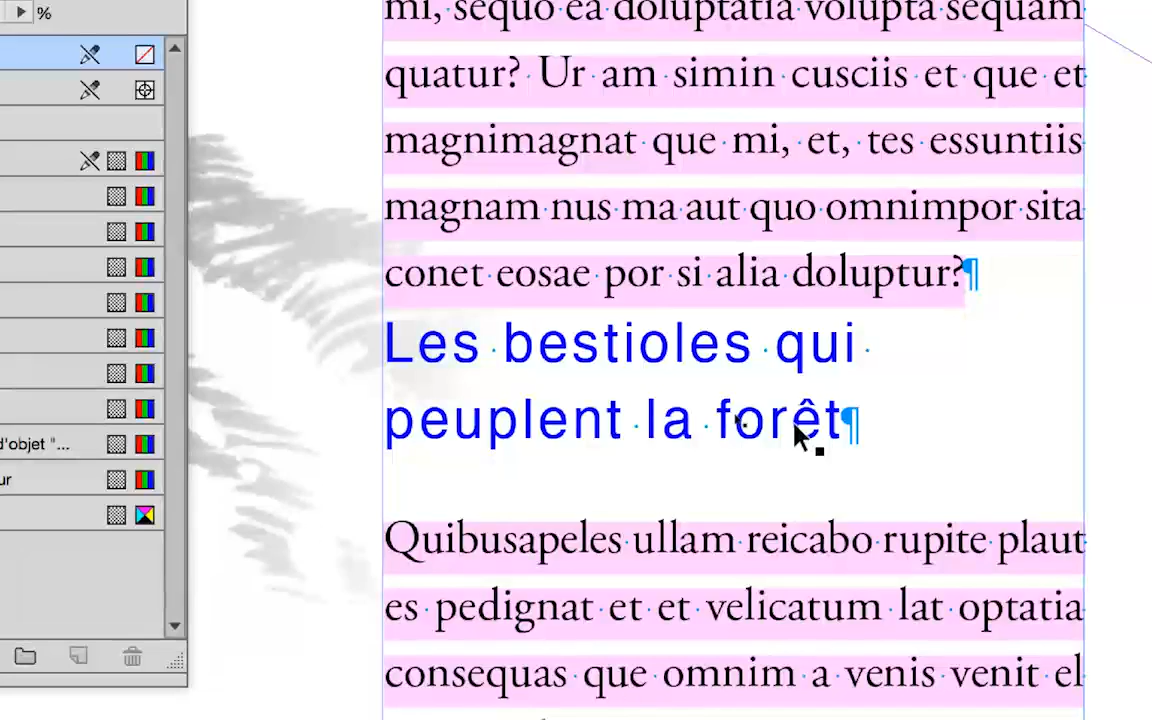 %
mi, sequo ea doluptatia volupta sequam
quatur? Ur am simin cusciis et que et
magnimagnat que mi, et, tes essuntiis
magnam nus ma aut quo omnimpor sita
conet eosae por si alia doluptur?¶
Les bestioles qui
peuplent la forêt¶
d'objet "...
ur
Quibusapeles ullam reicabo rupite plaut
es pedignat et et velicatum lat optatia
consequas que omnim a venis venit el